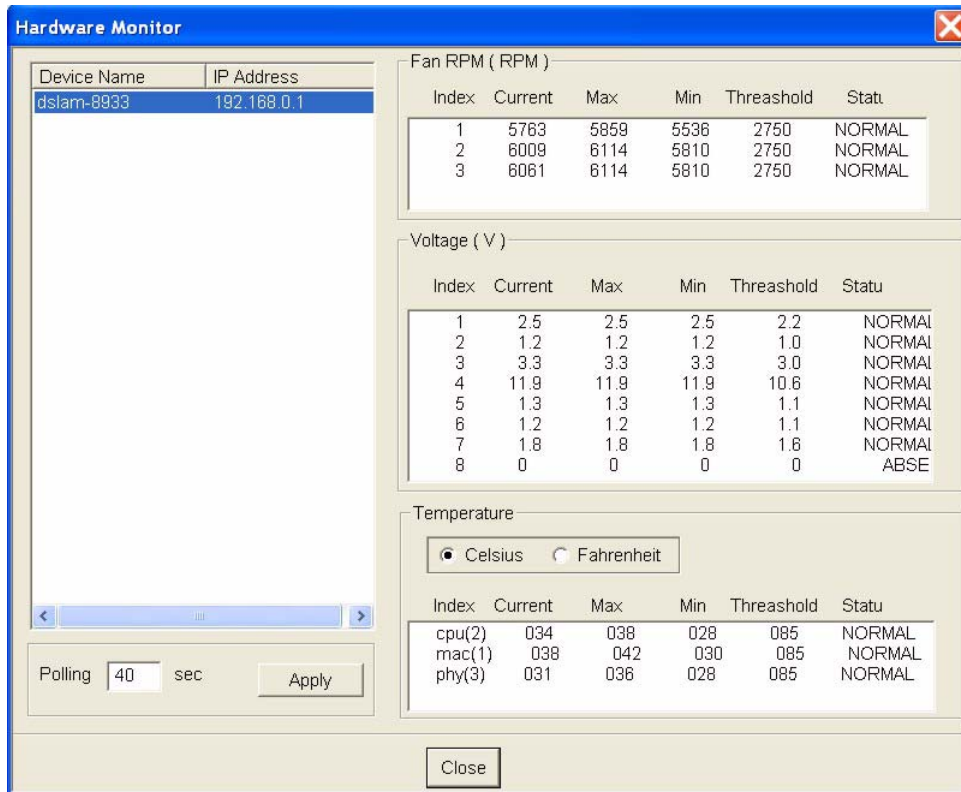 Hardware Monitor
Device Name IP Address
dslam-8933 192.168.0.1
Polling 40 sec Apply
Fan RPM ( RPM )
Index Current Max Min Threashold Statu
1 5763 5859 5536 2750 NORMAL
2 6009 6114 5810 2750 NORMAL
3 6061 6114 5810 2750 NORMAL
Voltage ( V )
Index Current Max Min Threashold Statu
1 2.5 2.5 2.5 2.2 NORMAL
2 1.2 1.2 1.2 1.0 NORMAL
3 3.3 3.3 3.3 3.0 NORMAL
4 11.9 11.9 11.9 10.6 NORMAL
5 1.3 1.3 1.3 1.1 NORMAL
6 1.2 1.2 1.2 1.1 NORMAL
7 1.8 1.8 1.8 1.6 NORMAL
8 0 0 0 0 ABSE
Temperature
Celsius Fahrenheit
Index Current Max Min Threashold Statu
cpu(2) 034 038 028 085 NORMAL
mac(1) 038 042 030 085 NORMAL
phy(3) 031 036 028 085 NORMAL
Close